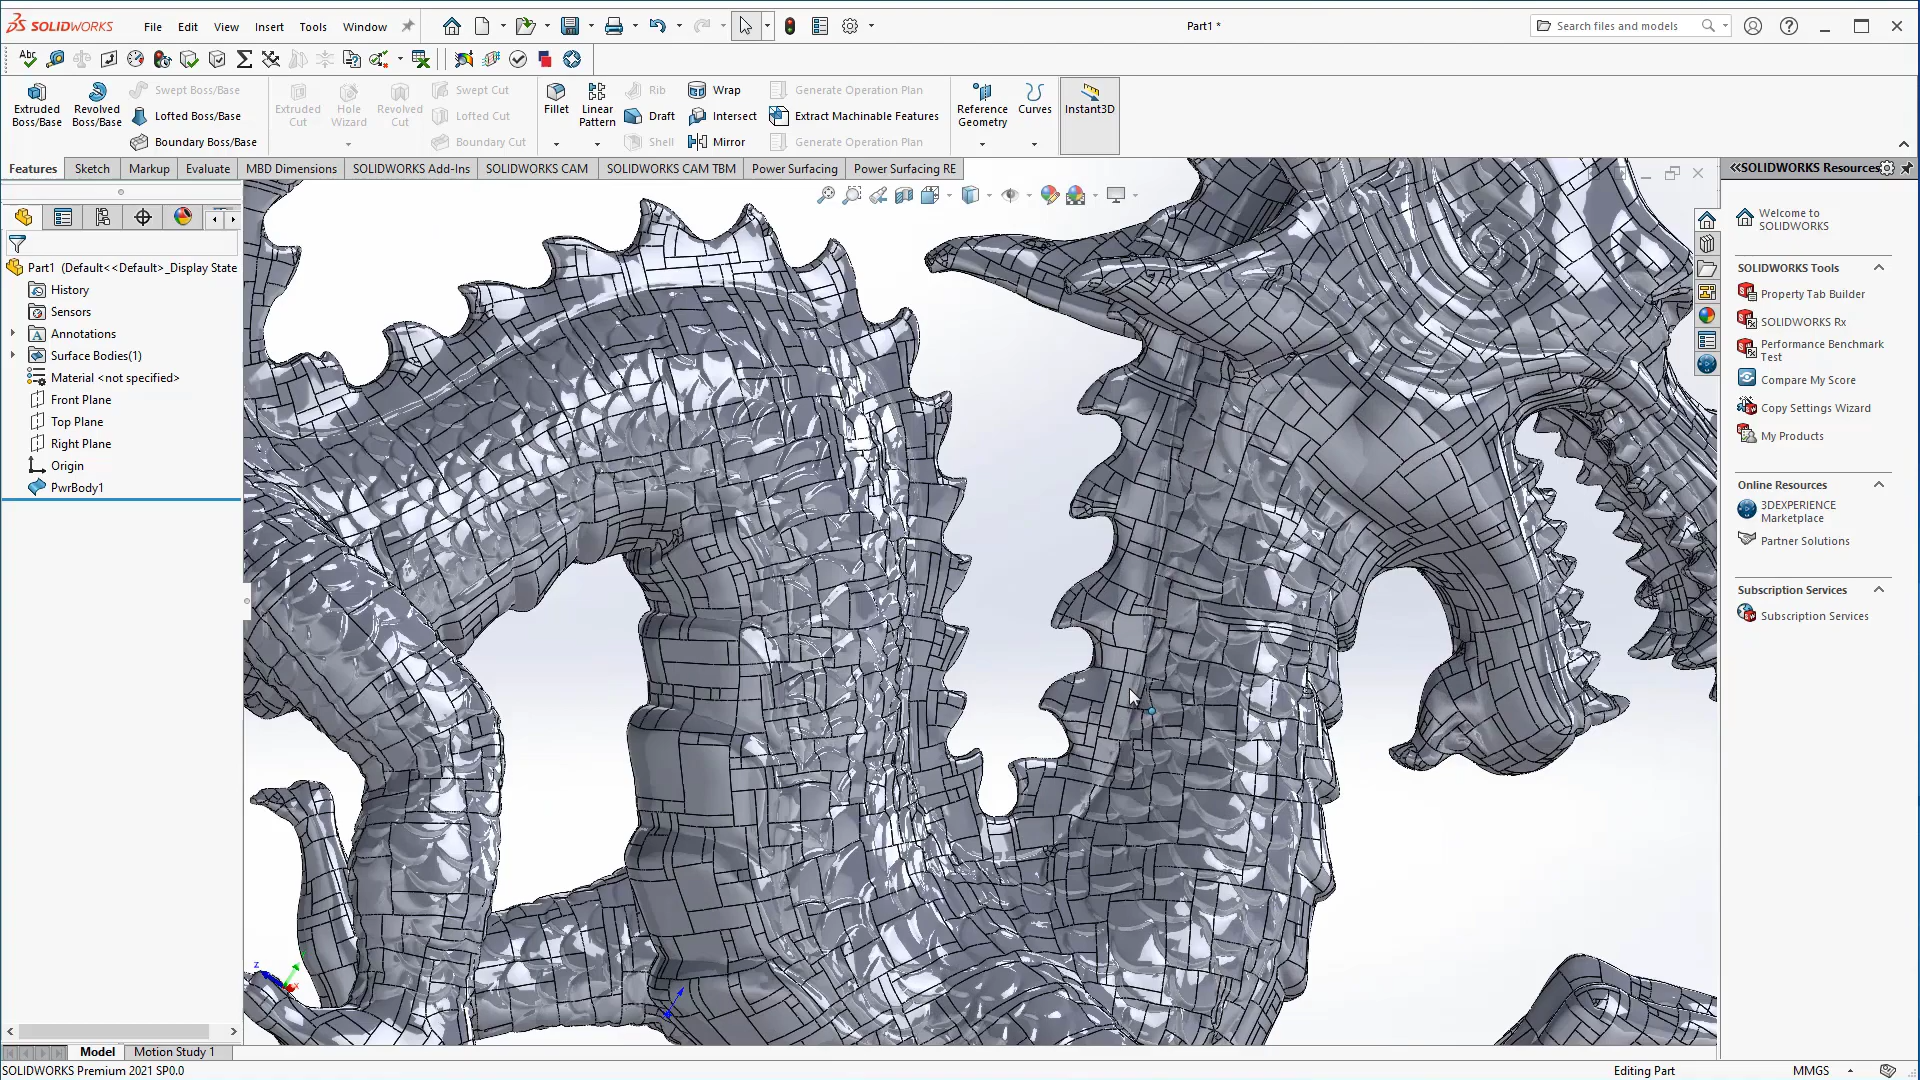 SOLIDWORKS
File Edit View Insert Tools Window
Part1 *
Search files and models
Abc
Extruded Boss/Base
Revolved Boss/Base
Swept Boss/Base
Lofted Boss/Base
Boundary Boss/Base
Extruded Cut
Hole Wizard
Revolved Cut
Swept Cut
Lofted Cut
Boundary Cut
Fillet
Linear Pattern
Rib
Draft
Shell
Wrap
Intersect
Mirror
Generate Operation Plan
Extract Machinable Features
Generate Operation Plan
Reference Geometry
Curves
Instant3D
Features Sketch Markup Evaluate MBD Dimensions SOLIDWORKS Add-Ins SOLIDWORKS CAM SOLIDWORKS CAM TBM Power Surfacing Power Surfacing RE
Part1 (Default<<Default>_Display State
History
Sensors
Annotations
Surface Bodies(1)
Material <not specified>
Front Plane
Top Plane
Right Plane
Origin
PwrBody1
SOLIDWORKS Resources
Welcome to
SOLIDWORKS
SOLIDWORKS Tools
Property Tab Builder
SOLIDWORKS Rx
Performance Benchmark
Test
Compare My Score
Copy Settings Wizard
My Products
Online Resources
3DEXPERIENCE
Marketplace
Partner Solutions
Subscription Services
Subscription Services
z
x
Model Motion Study 1
SOLIDWORKS Premium 2021 SP0.0
Editing Part
MMGS